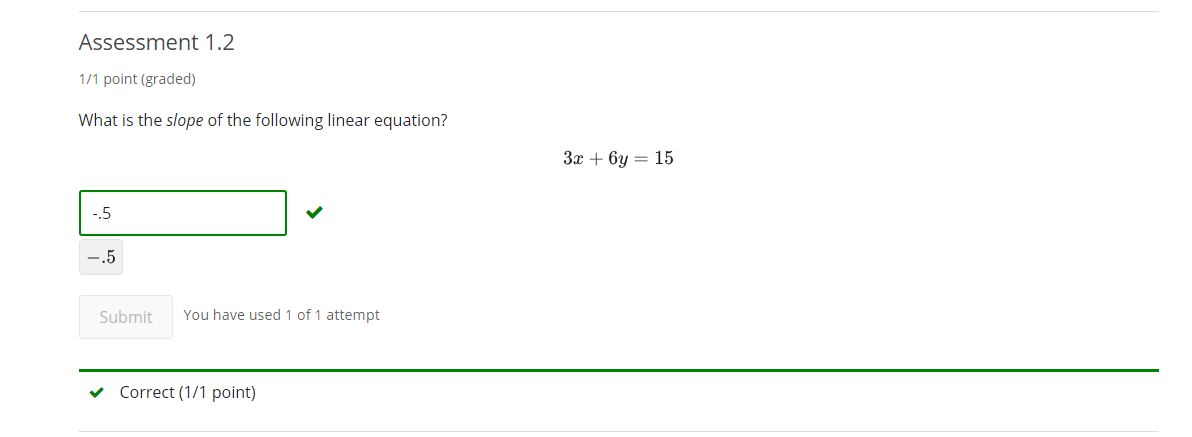 Assessment 1.2
1/1 point (graded)
What is the slope of the following linear equation?
3x + 6y = 15
-.5
−.5
Submit You have used 1 of 1 attempt
Correct (1/1 point)